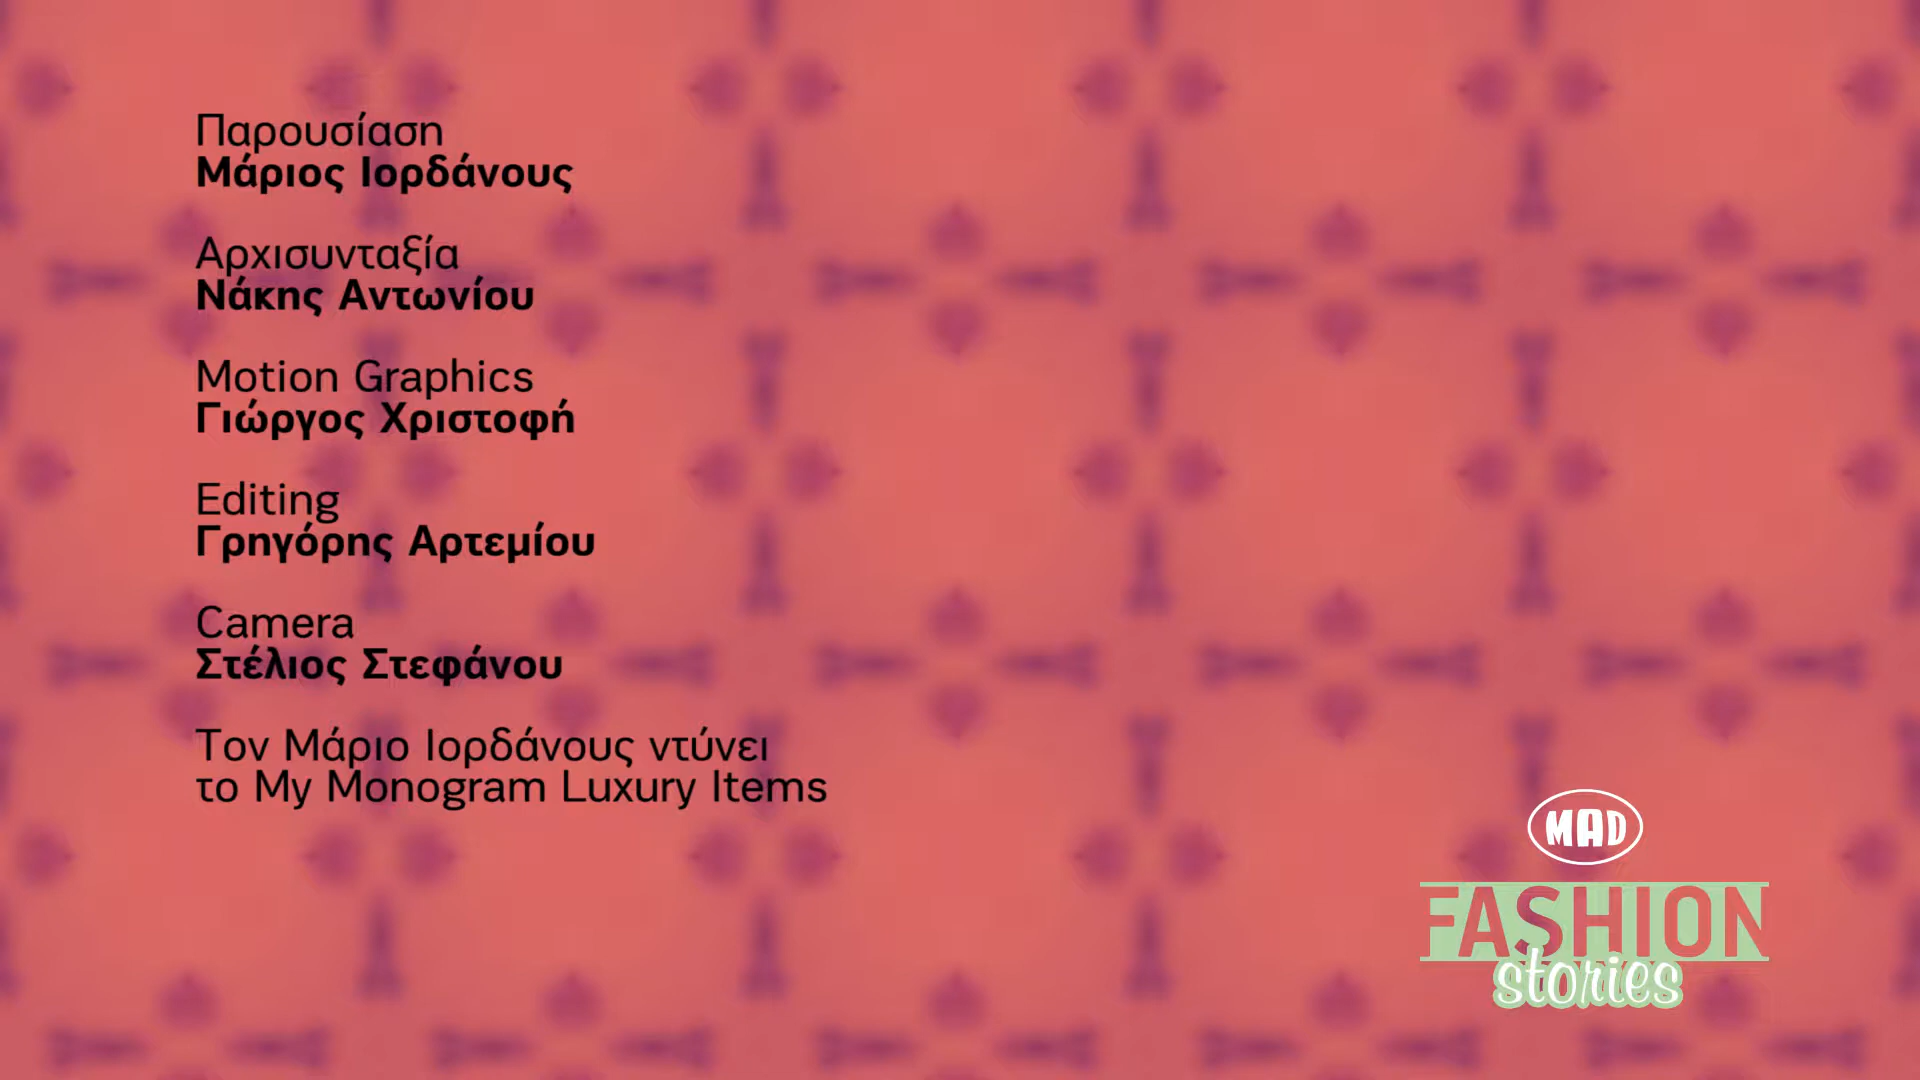 Παρουσίαση
Μάριος Ιορδάνους
Αρχισυνταξία
Νάκης Αντωνίου
Motion Graphics
Γιώργος Χριστοφή
Editing
Γρηγόρης Αρτεμίου
Camera
Στέλιος Στεφάνου
Τον Μάριο Ιορδάνους ντύνει
το My Monogram Luxury Items
MAD
FASHION
stories